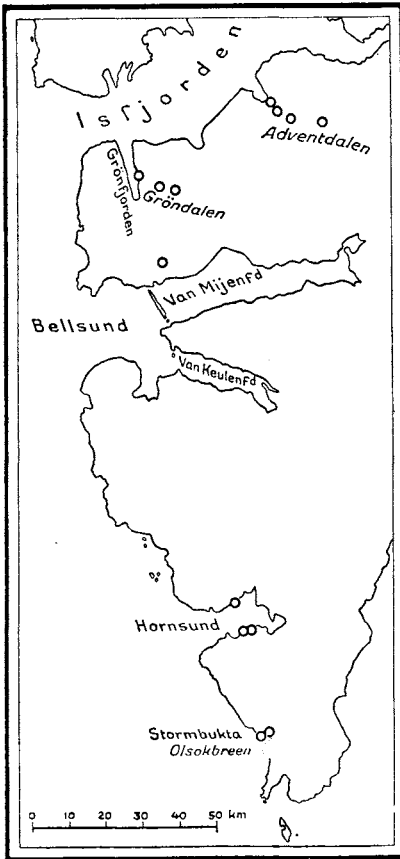 Isfjorden
Adventdalen
Grönfjorden
Gröndalen
Van Mijenfd
Bellsund
Van Keulenfd
Hornsund
Stormbukta
Olsokbreen
0 10 20 30 40 50 km